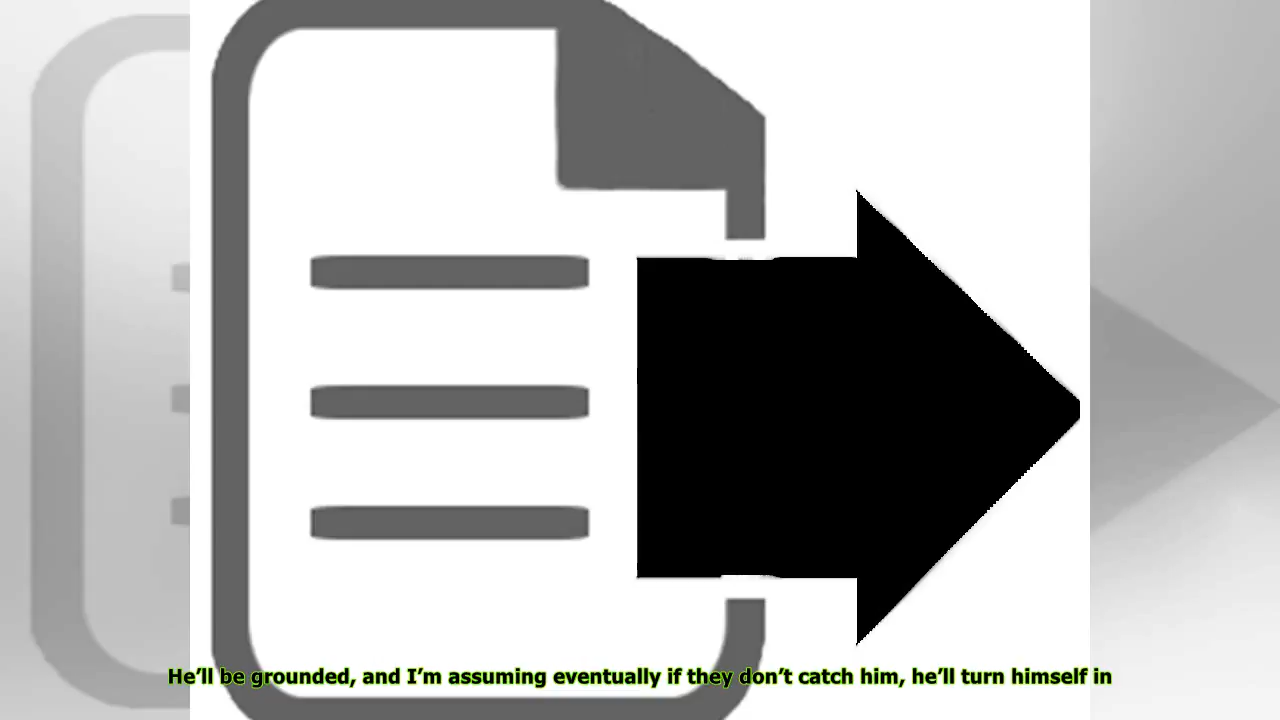 He’ll be grounded, and I’m assuming eventually if they don’t catch him, he’ll turn himself in